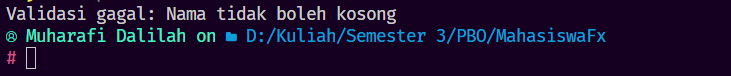 Validasi gagal: Nama tidak boleh kosong
® Muharafi Dalilah on D:/Kuliah/Semester 3/PBO/MahasiswaFx
#